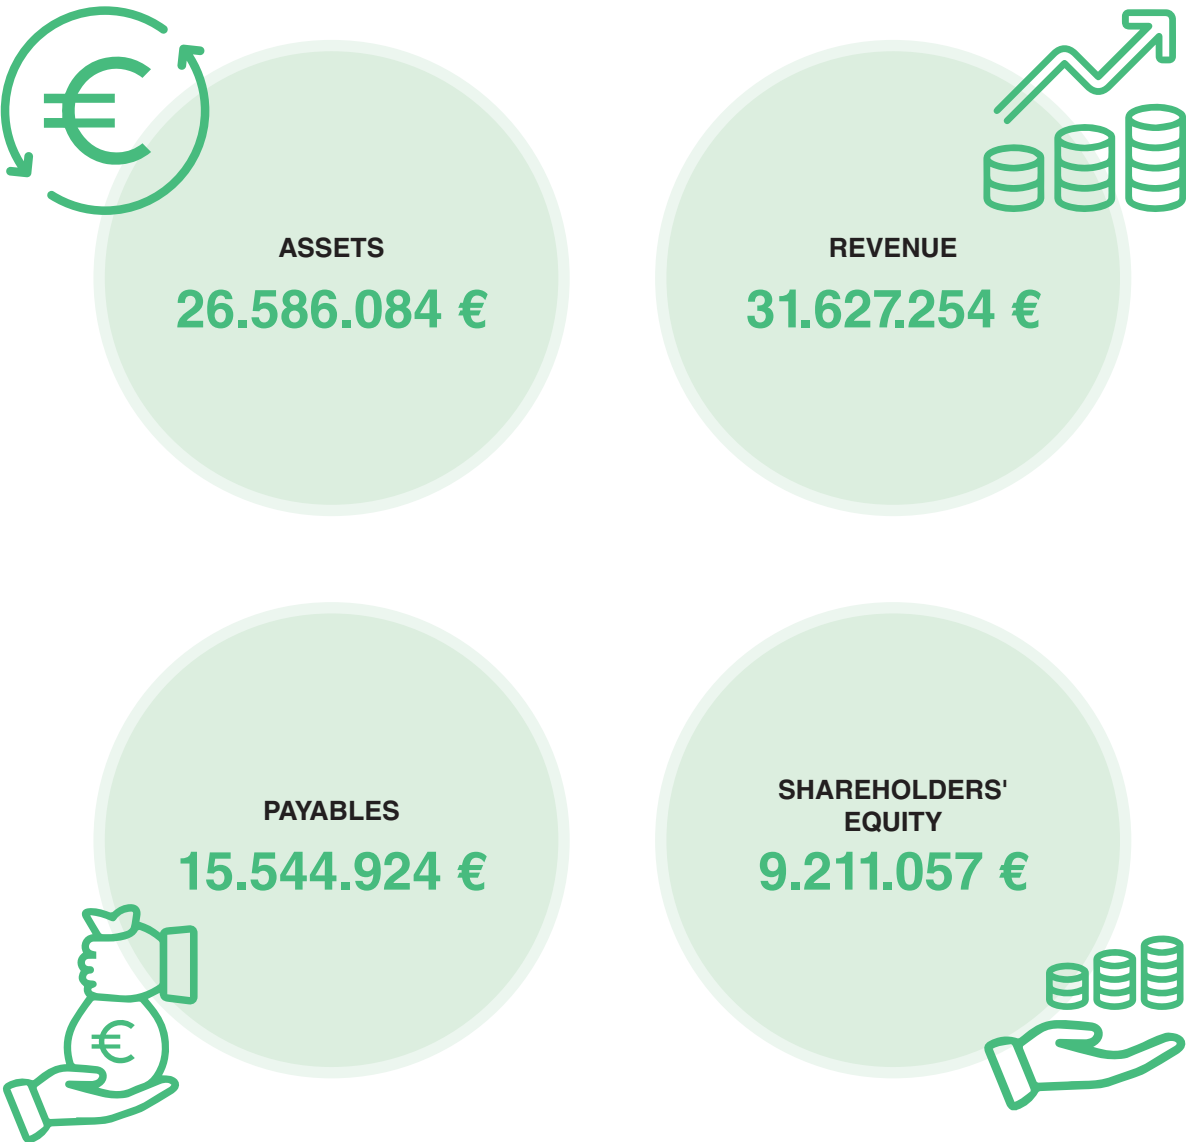 ASSETS
26.586.084 €
REVENUE
31.627.254 €
PAYABLES
15.544.924 €
SHAREHOLDERS'
EQUITY
9.211.057 €